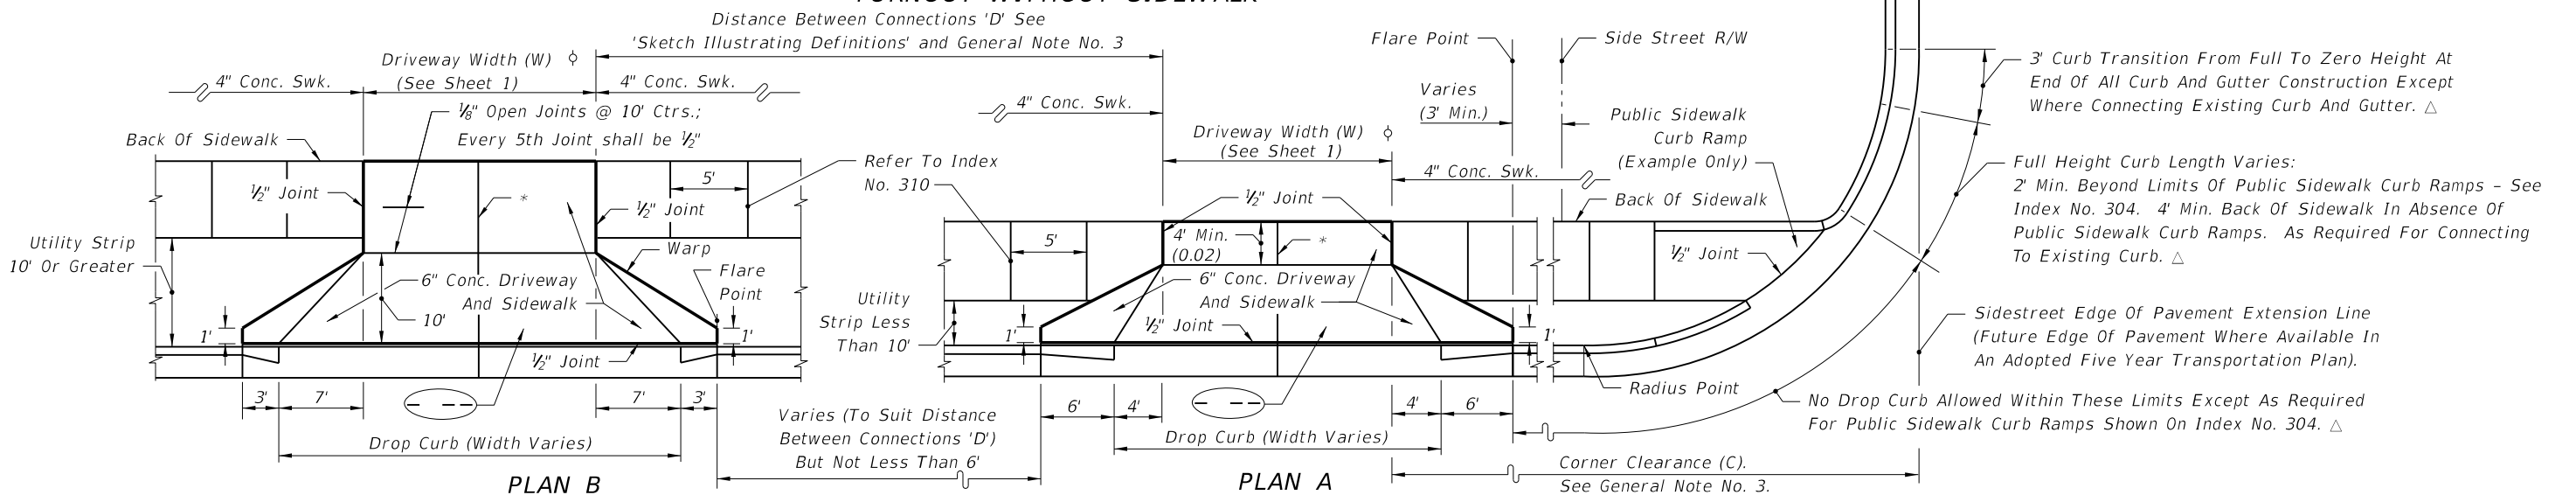 TURNOUT WITHOUT SIDEWALK
Distance Between Connections 'D' See
'Sketch Illustrating Definitions' and General Note No. 3
Driveway Width (W) ϕ
(See Sheet 1)
4" Conc. Swk.
4" Conc. Swk.
⅛" Open Joints @ 10' Ctrs.;
Every 5th Joint shall be ½"
Back Of Sidewalk
½" Joint
*
½" Joint
5'
Refer To Index
No. 310
Utility Strip
10' Or Greater
Warp
Flare
Point
6" Conc. Driveway
And Sidewalk
10'
1'
1'
½" Joint
3'
7'
7'
3'
Drop Curb (Width Varies)
PLAN B
Varies (To Suit Distance
Between Connections 'D')
But Not Less Than 6'
4" Conc. Swk.
Driveway Width (W) ϕ
(See Sheet 1)
4" Conc. Swk.
Flare Point
Side Street R/W
Varies
(3' Min.)
Public Sidewalk
Curb Ramp
(Example Only)
Back Of Sidewalk
½" Joint
5'
4' Min.
(0.02)
*
6" Conc. Driveway
And Sidewalk
½" Joint
Utility
Strip Less
Than 10'
1'
1'
½" Joint
6'
4'
4'
6'
Drop Curb (Width Varies)
PLAN A
Radius Point
Corner Clearance (C).
See General Note No. 3.
3' Curb Transition From Full To Zero Height At
End Of All Curb And Gutter Construction Except
Where Connecting Existing Curb And Gutter. △
Full Height Curb Length Varies:
2' Min. Beyond Limits Of Public Sidewalk Curb Ramps – See
Index No. 304. 4' Min. Back Of Sidewalk In Absence Of
Public Sidewalk Curb Ramps. As Required For Connecting
To Existing Curb. △
Sidestreet Edge Of Pavement Extension Line
(Future Edge Of Pavement Where Available In
An Adopted Five Year Transportation Plan).
No Drop Curb Allowed Within These Limits Except As Required
For Public Sidewalk Curb Ramps Shown On Index No. 304. △